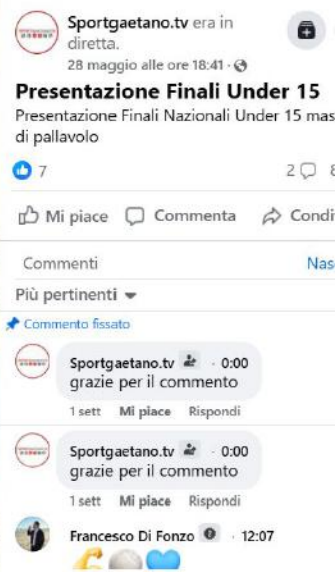 Sportgaetano.tv era in
diretta.
28 maggio alle ore 18:41 ·
Presentazione Finali Under 15
Presentazione Finali Nazionali Under 15 mas
di pallavolo
7
2
Mi piace Commenta Condi
Commenti Nas
Più pertinenti
Commento fissato
Sportgaetano.tv · 0:00
grazie per il commento
1 sett Mi piace Rispondi
Sportgaetano.tv · 0:00
grazie per il commento
1 sett Mi piace Rispondi
Francesco Di Fonzo · 12:07
💪🏐🩵